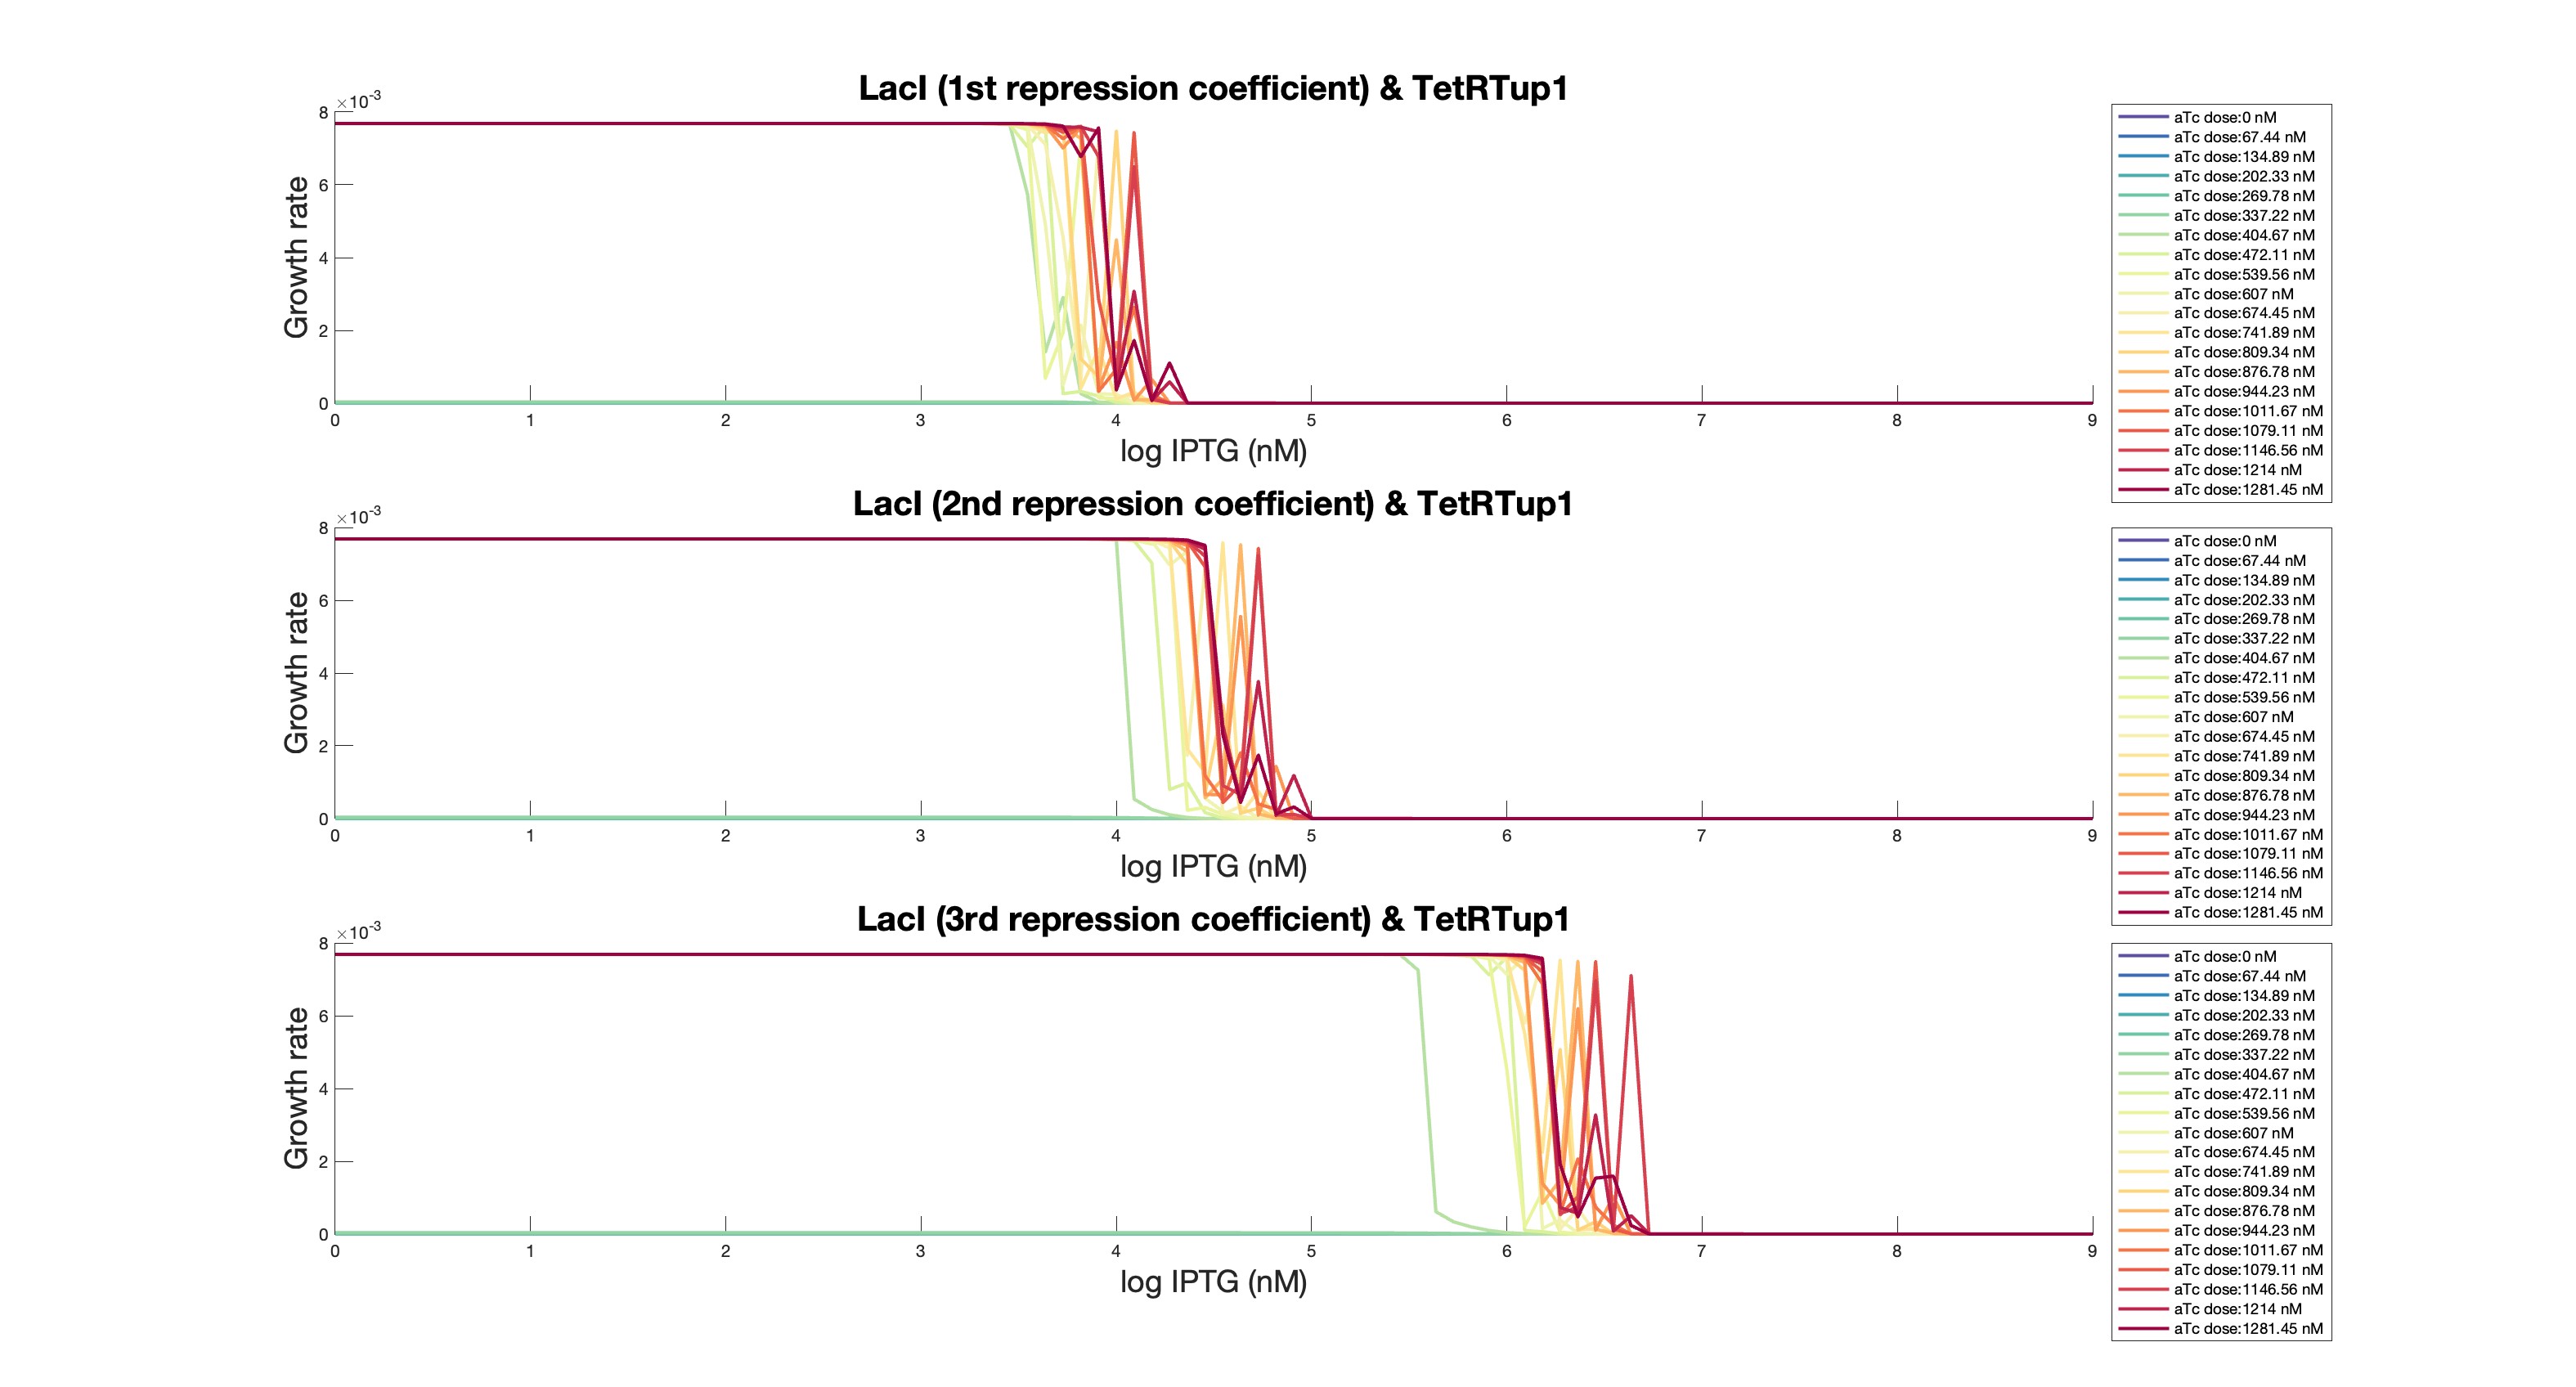 LacI (1st repression coefficient) & TetRTup1
×10-3
8
6
4
2
0
Growth rate
0 1 2 3 4 5 6 7 8 9
log IPTG (nM)
aTc dose:0 nM
aTc dose:67.44 nM
aTc dose:134.89 nM
aTc dose:202.33 nM
aTc dose:269.78 nM
aTc dose:337.22 nM
aTc dose:404.67 nM
aTc dose:472.11 nM
aTc dose:539.56 nM
aTc dose:607 nM
aTc dose:674.45 nM
aTc dose:741.89 nM
aTc dose:809.34 nM
aTc dose:876.78 nM
aTc dose:944.23 nM
aTc dose:1011.67 nM
aTc dose:1079.11 nM
aTc dose:1146.56 nM
aTc dose:1214 nM
aTc dose:1281.45 nM
LacI (2nd repression coefficient) & TetRTup1
×10-3
8
6
4
2
0
Growth rate
0 1 2 3 4 5 6 7 8 9
log IPTG (nM)
aTc dose:0 nM
aTc dose:67.44 nM
aTc dose:134.89 nM
aTc dose:202.33 nM
aTc dose:269.78 nM
aTc dose:337.22 nM
aTc dose:404.67 nM
aTc dose:472.11 nM
aTc dose:539.56 nM
aTc dose:607 nM
aTc dose:674.45 nM
aTc dose:741.89 nM
aTc dose:809.34 nM
aTc dose:876.78 nM
aTc dose:944.23 nM
aTc dose:1011.67 nM
aTc dose:1079.11 nM
aTc dose:1146.56 nM
aTc dose:1214 nM
aTc dose:1281.45 nM
LacI (3rd repression coefficient) & TetRTup1
×10-3
8
6
4
2
0
Growth rate
0 1 2 3 4 5 6 7 8 9
log IPTG (nM)
aTc dose:0 nM
aTc dose:67.44 nM
aTc dose:134.89 nM
aTc dose:202.33 nM
aTc dose:269.78 nM
aTc dose:337.22 nM
aTc dose:404.67 nM
aTc dose:472.11 nM
aTc dose:539.56 nM
aTc dose:607 nM
aTc dose:674.45 nM
aTc dose:741.89 nM
aTc dose:809.34 nM
aTc dose:876.78 nM
aTc dose:944.23 nM
aTc dose:1011.67 nM
aTc dose:1079.11 nM
aTc dose:1146.56 nM
aTc dose:1214 nM
aTc dose:1281.45 nM